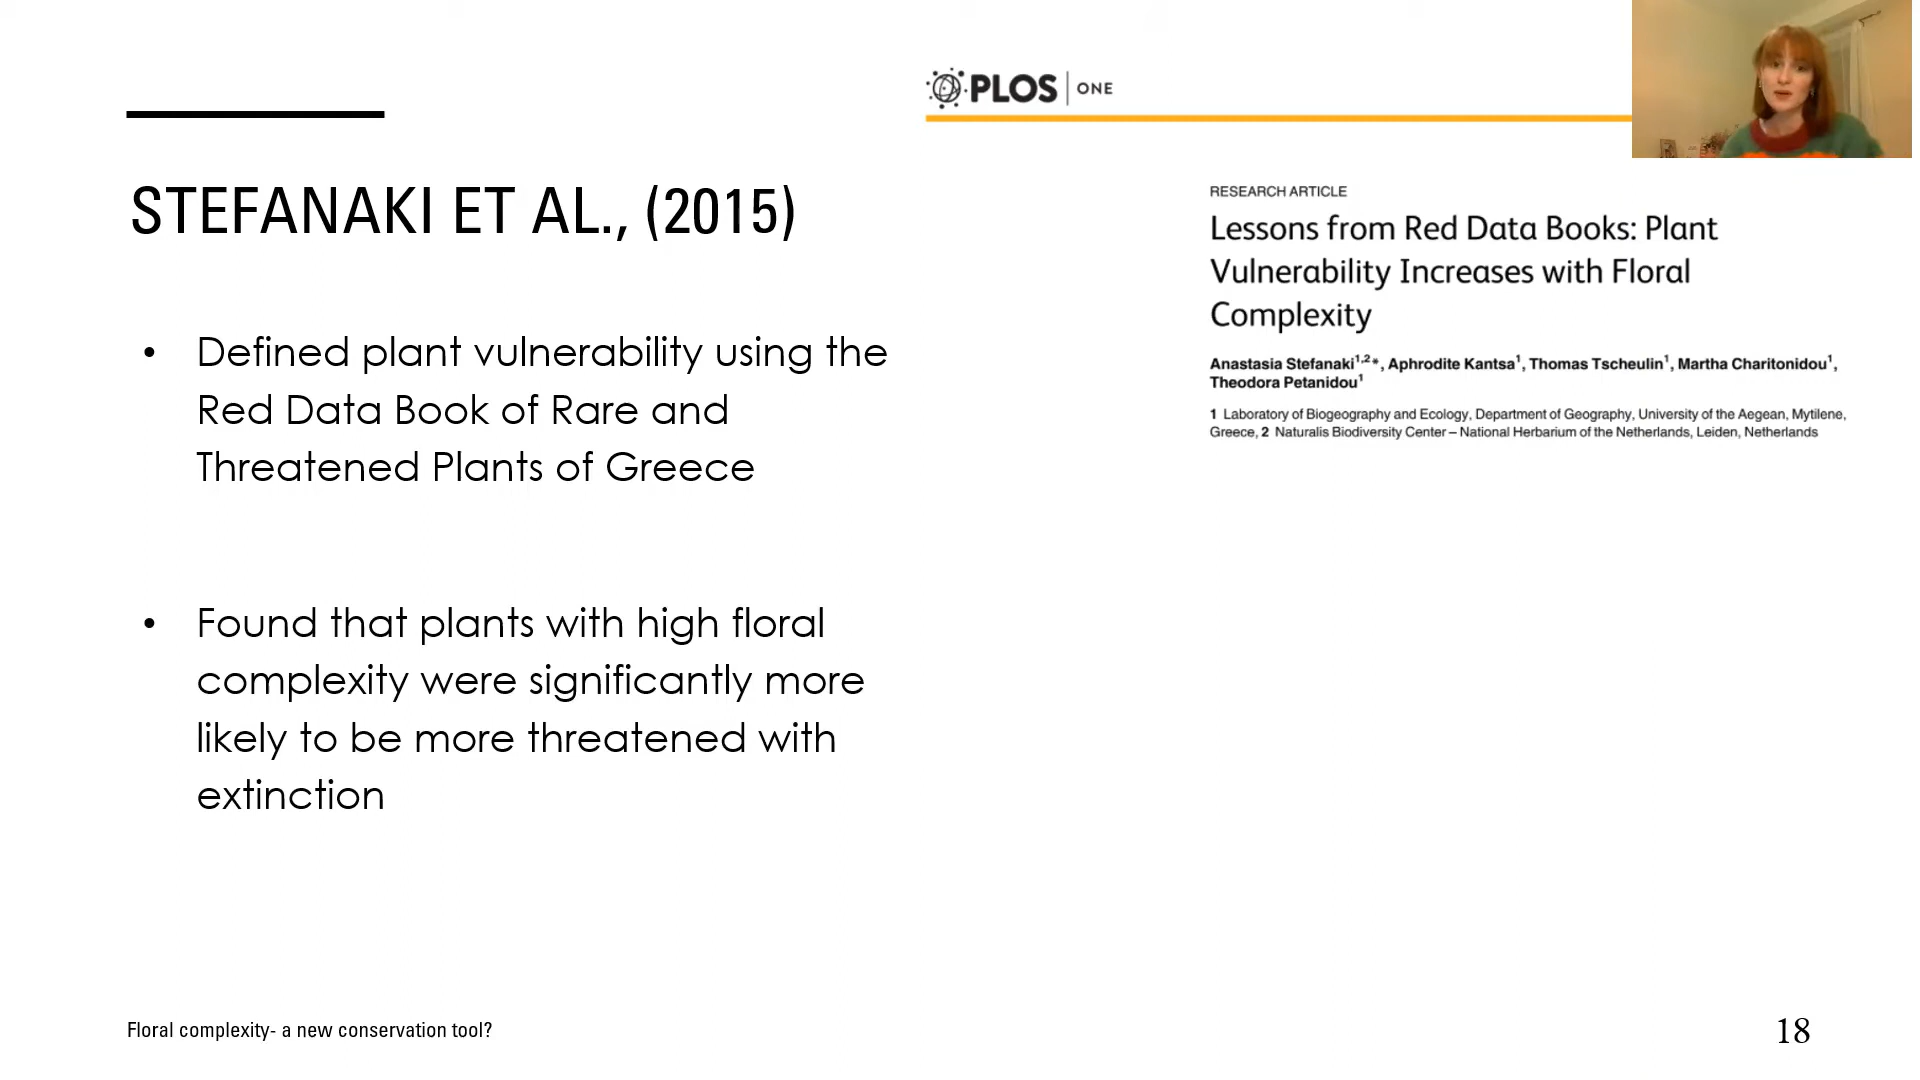 PLOS ONE
STEFANAKI ET AL., (2015)
• Defined plant vulnerability using the
Red Data Book of Rare and
Threatened Plants of Greece
• Found that plants with high floral
complexity were significantly more
likely to be more threatened with
extinction
RESEARCH ARTICLE
Lessons from Red Data Books: Plant
Vulnerability Increases with Floral
Complexity
Anastasia Stefanaki1,2*, Aphrodite Kantsa1, Thomas Tscheulin1, Martha Charitonidou1,
Theodora Petanidou1
1 Laboratory of Biogeography and Ecology, Department of Geography, University of the Aegean, Mytilene,
Greece, 2 Naturalis Biodiversity Center – National Herbarium of the Netherlands, Leiden, Netherlands
Floral complexity- a new conservation tool?
18